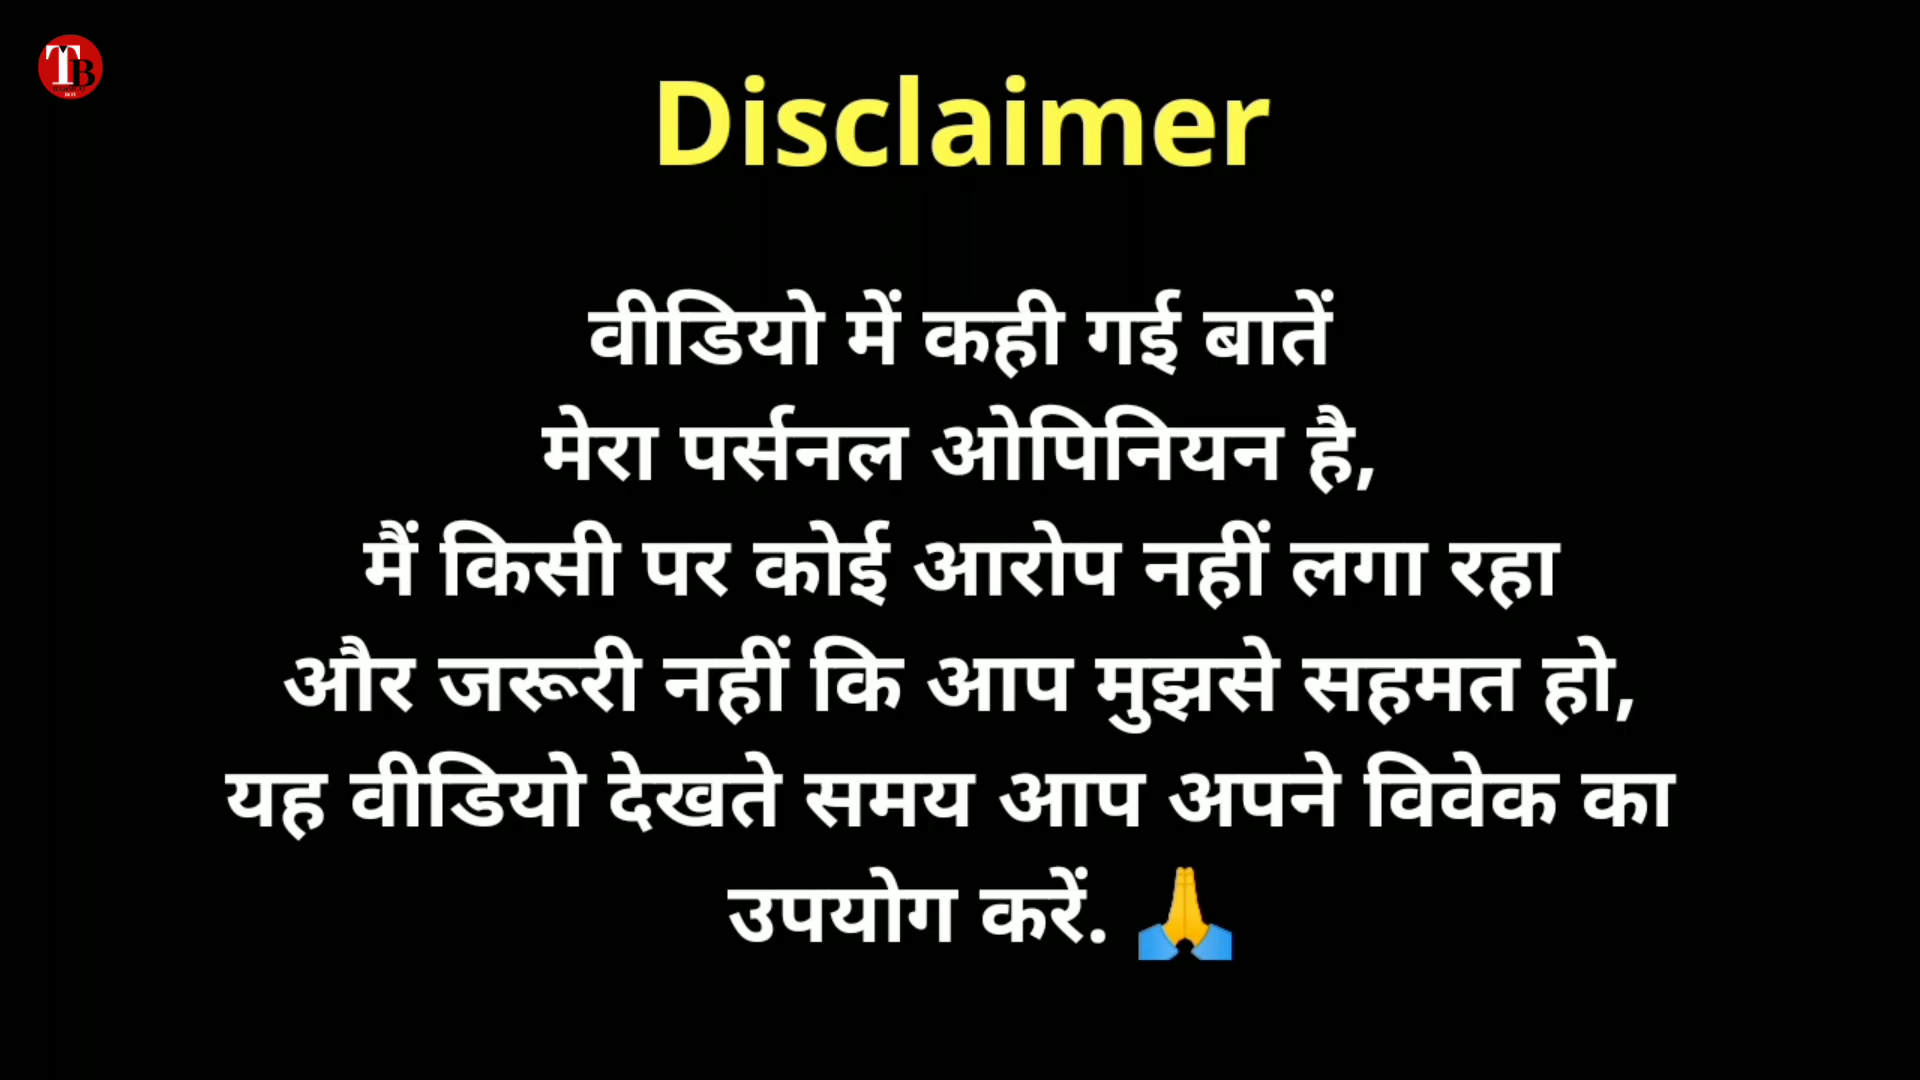 TB
Disclaimer
वीडियो में कही गई बातें
मेरा पर्सनल ओपिनियन है,
मैं किसी पर कोई आरोप नहीं लगा रहा
और जरूरी नहीं कि आप मुझसे सहमत हो,
यह वीडियो देखते समय आप अपने विवेक का
उपयोग करें. 🙏